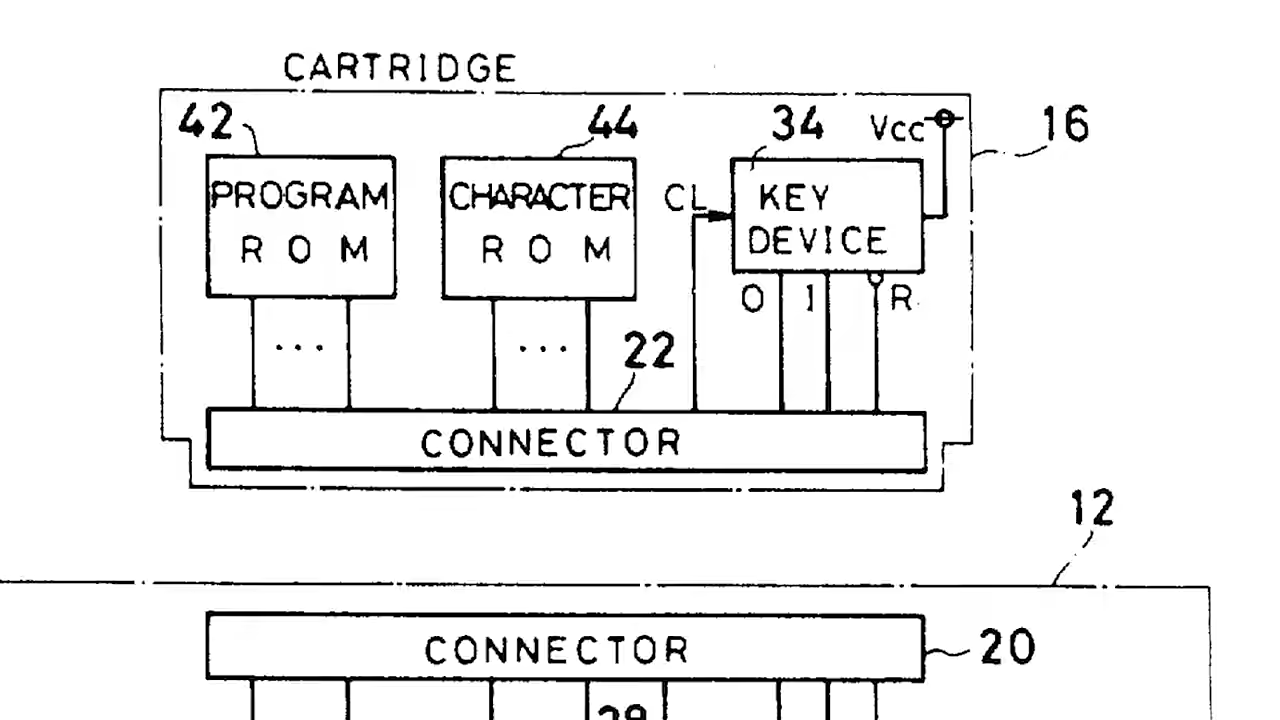 CARTRIDGE
42
44
34
Vcc
16
PROGRAM
ROM
CHARACTER
ROM
CL
KEY
DEVICE
0
1
R
22
CONNECTOR
12
CONNECTOR
20